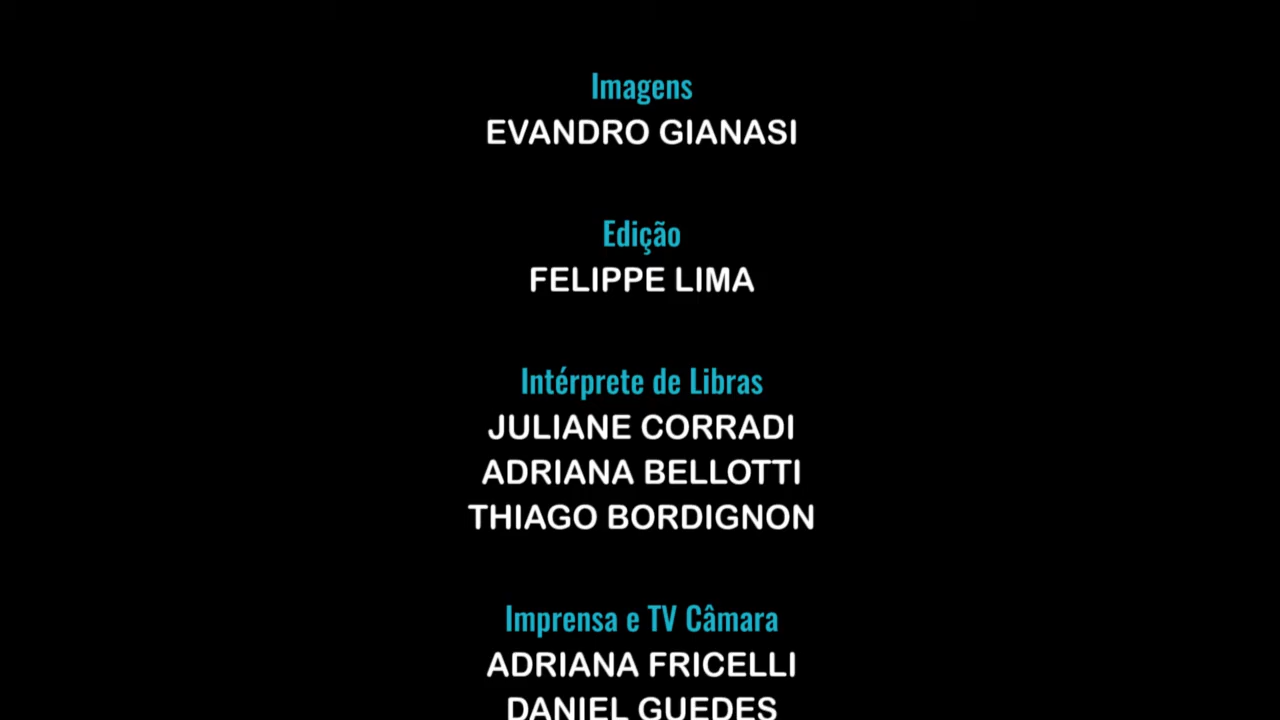 Imagens
EVANDRO GIANASI
Edição
FELIPPE LIMA
Intérprete de Libras
JULIANE CORRADI
ADRIANA BELLOTTI
THIAGO BORDIGNON
Imprensa e TV Câmara
ADRIANA FRICELLI
DANIEL GUEDES